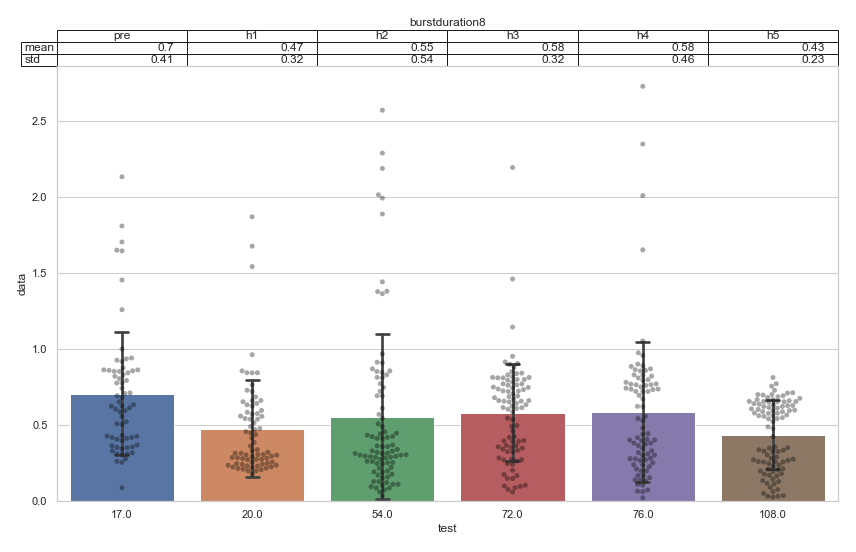 burstduration8
pre h1 h2 h3 h4 h5
mean 0.7 0.47 0.55 0.58 0.58 0.43
std 0.41 0.32 0.54 0.32 0.46 0.23
2.5
2.0
1.5
1.0
0.5
0.0
data
17.0 20.0 54.0 72.0 76.0 108.0
test